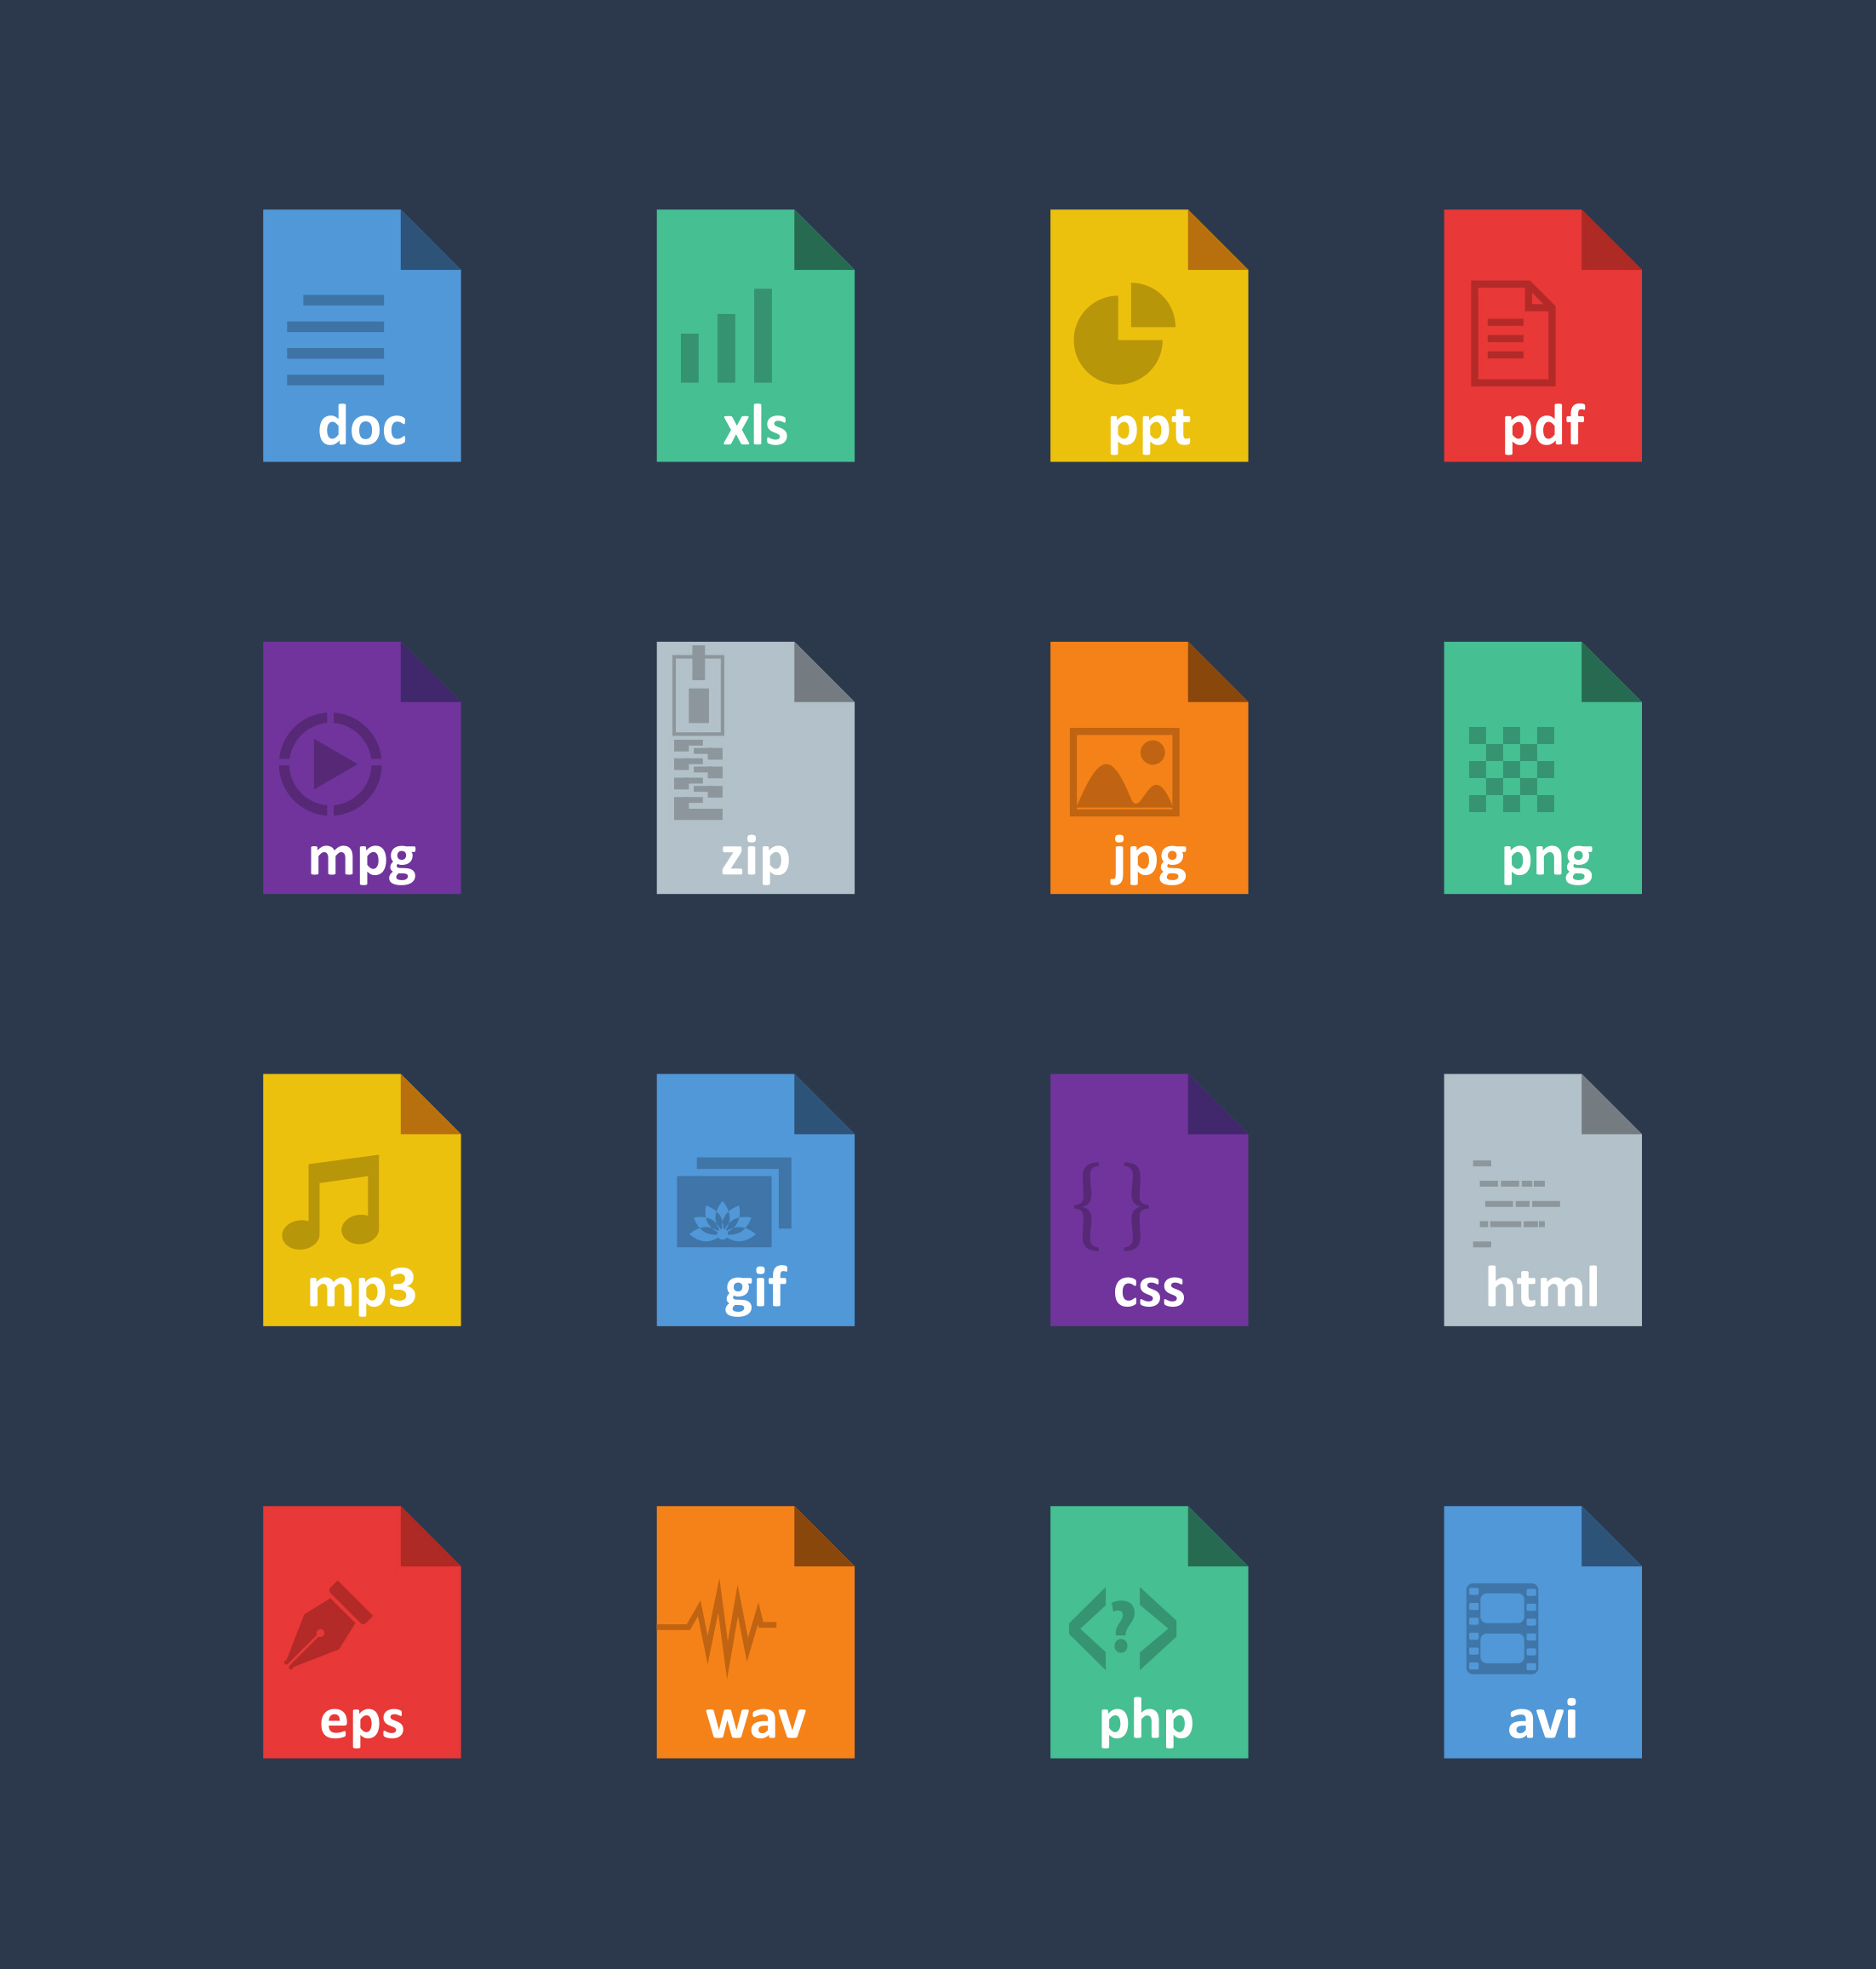 doc
xls
ppt
pdf
mpg
zip
jpg
png
mp3
gif
css
html
eps
wav
php
avi